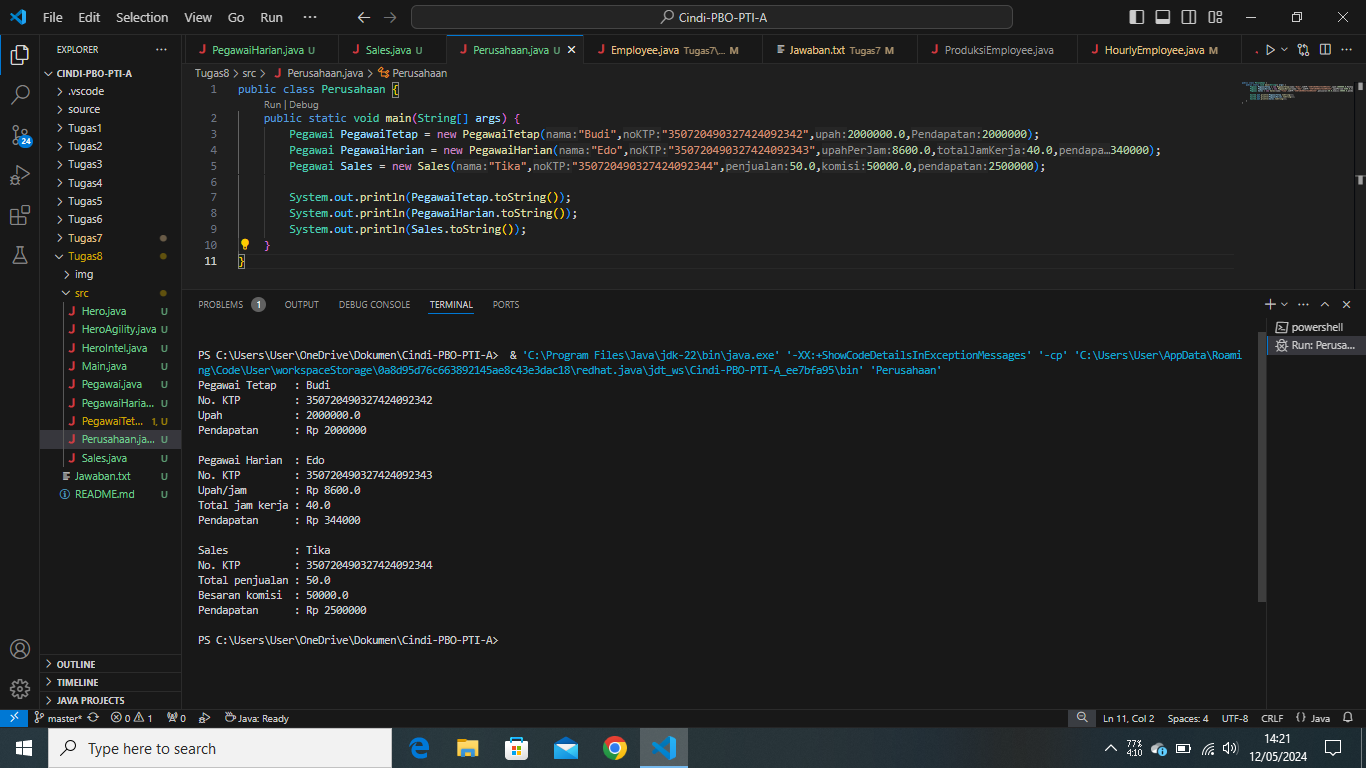 File Edit Selection View Go Run ··· Cindi-PBO-PTI-A
EXPLORER ···
CINDI-PBO-PTI-A
.vscode
source
Tugas1
Tugas2
Tugas3
Tugas4
Tugas5
Tugas6
Tugas7
Tugas8
img
src
Hero.java U
HeroAgility.java U
HeroIntel.java U
Main.java U
Pegawai.java U
PegawaiHaria... U
PegawaiTet... 1, U
Perusahaan.ja... U
Sales.java U
Jawaban.txt U
README.md U
OUTLINE
TIMELINE
JAVA PROJECTS
24
PegawaiHarian.java U Sales.java U Perusahaan.java U Employee.java Tugas7\... M Jawaban.txt Tugas7 M ProduksiEmployee.java HourlyEmployee.java M
Tugas8 > src > Perusahaan.java > Perusahaan
1 public class Perusahaan {
Run | Debug
2 public static void main(String[] args) {
3 Pegawai PegawaiTetap = new PegawaiTetap(nama:"Budi",noKTP:"350720490327424092342",upah:2000000.0,Pendapatan:2000000);
4 Pegawai PegawaiHarian = new PegawaiHarian(nama:"Edo",noKTP:"350720490327424092343",upahPerJam:8600.0,totalJamKerja:40.0,pendapa…340000);
5 Pegawai Sales = new Sales(nama:"Tika",noKTP:"350720490327424092344",penjualan:50.0,komisi:50000.0,pendapatan:2500000);
6
7 System.out.println(PegawaiTetap.toString());
8 System.out.println(PegawaiHarian.toString());
9 System.out.println(Sales.toString());
10 }
11 }
PROBLEMS 1 OUTPUT DEBUG CONSOLE TERMINAL PORTS
powershell
Run: Perusa...
PS C:\Users\User\OneDrive\Dokumen\Cindi-PBO-PTI-A> & 'C:\Program Files\Java\jdk-22\bin\java.exe' '-XX:+ShowCodeDetailsInExceptionMessages' '-cp' 'C:\Users\User\AppData\Roami
ng\Code\User\workspaceStorage\0a8d95d76c663892145ae8c43e3dac18\redhat.java\jdt_ws\Cindi-PBO-PTI-A_ee7bfa95\bin' 'Perusahaan'
Pegawai Tetap : Budi
No. KTP : 350720490327424092342
Upah : 2000000.0
Pendapatan : Rp 2000000
Pegawai Harian : Edo
No. KTP : 350720490327424092343
Upah/jam : Rp 8600.0
Total jam kerja : 40.0
Pendapatan : Rp 344000
Sales : Tika
No. KTP : 350720490327424092344
Total penjualan : 50.0
Besaran komisi : 50000.0
Pendapatan : Rp 2500000
PS C:\Users\User\OneDrive\Dokumen\Cindi-PBO-PTI-A>
master* 0 1 0 Java: Ready Ln 11, Col 2 Spaces: 4 UTF-8 CRLF Java
Type here to search
77%
4:10
14:21
12/05/2024